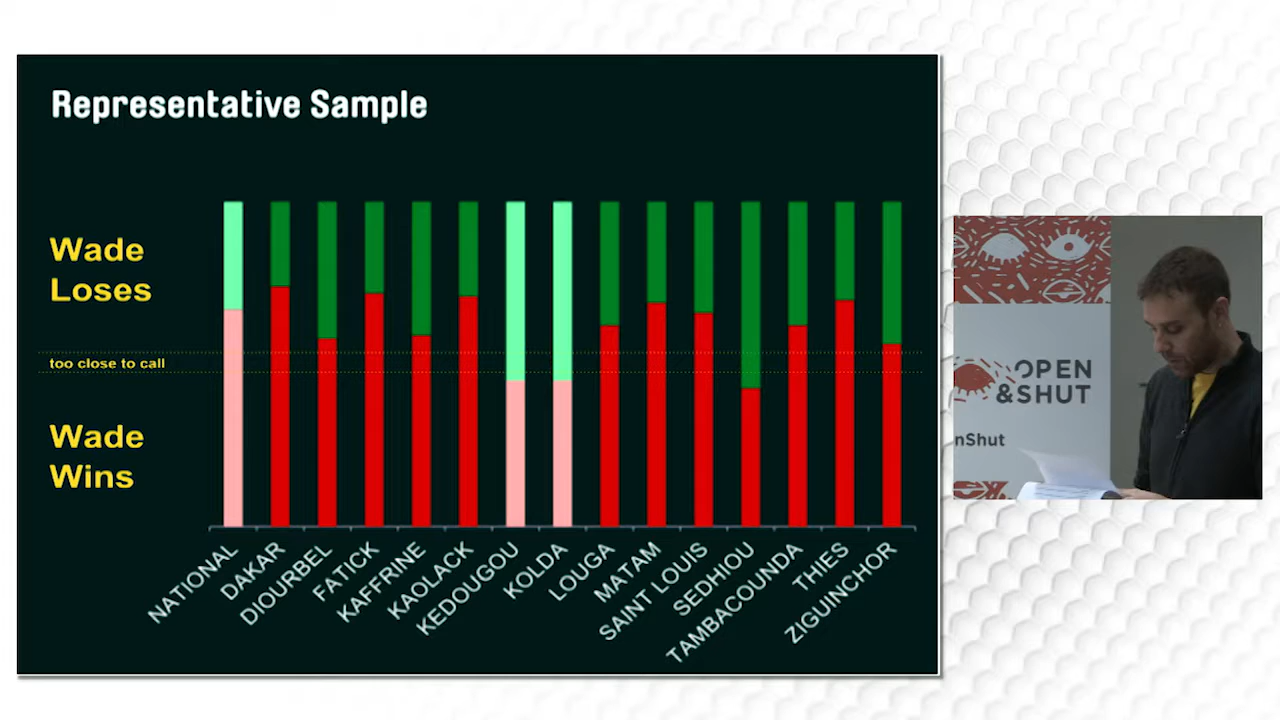 Representative Sample
Wade
Loses
too close to call
Wade
Wins
NATIONAL
DAKAR
DIOURBEL
FATICK
KAFFRINE
KAOLACK
KEDOUGOU
KOLDA
LOUGA
MATAM
SAINT LOUIS
SEDHIOU
TAMBACOUNDA
THIES
ZIGUINCHOR
OPEN
&SHUT
nShut